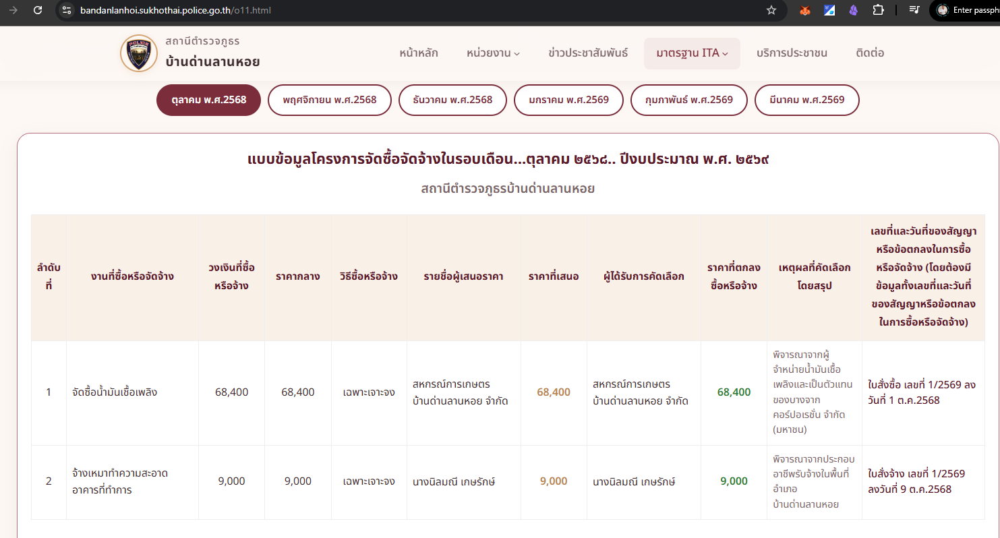 bandanlanhoi.sukhothai.police.go.th/o11.html
Enter passphr
สถานีตำรวจภูธร
บ้านด่านลานหอย
หน้าหลัก
หน่วยงาน
ข่าวประชาสัมพันธ์
มาตรฐาน ITA
บริการประชาชน
ติดต่อ
ตุลาคม พ.ศ.2568
พฤศจิกายน พ.ศ.2568
ธันวาคม พ.ศ.2568
มกราคม พ.ศ.2569
กุมภาพันธ์ พ.ศ.2569
มีนาคม พ.ศ.2569
แบบข้อมูลโครงการจัดซื้อจัดจ้างในรอบเดือน...ตุลาคม ๒๕๖๘.. ปีงบประมาณ พ.ศ. ๒๕๖๙
สถานีตำรวจภูธรบ้านด่านลานหอย
ลำดับ
ที่
งานที่ซื้อหรือจัดจ้าง
วงเงินที่ซื้อ
หรือจ้าง
ราคากลาง
วิธีซื้อหรือจ้าง
รายชื่อผู้เสนอราคา
ราคาที่เสนอ
ผู้ได้รับการคัดเลือก
ราคาที่ตกลง
ซื้อหรือจ้าง
เหตุผลที่คัดเลือก
โดยสรุป
เลขที่และวันที่ของสัญญา
หรือข้อตกลงในการซื้อ
หรือจัดจ้าง (โดยต้องมี
ข้อมูลทั้งเลขที่และวันที่
ของสัญญาหรือข้อตกลง
ในการซื้อหรือจัดจ้าง)
1
จัดซื้อน้ำมันเชื้อเพลิง
68,400
68,400
เฉพาะเจาะจง
สหกรณ์การเกษตร
บ้านด่านลานหอย จำกัด
68,400
สหกรณ์การเกษตร
บ้านด่านลานหอย จำกัด
68,400
พิจารณาจากผู้
จำหน่ายน้ำมันเชื้อ
เพลิงและเป็นตัวแทน
ของบางจาก
คอร์ปอเรชั่น จำกัด
(มหาชน)
ใบสั่งซื้อ เลขที่ 1/2569 ลง
วันที่ 1 ต.ค.2568
2
จ้างเหมาทำความสะอาด
อาคารที่ทำการ
9,000
9,000
เฉพาะเจาะจง
นางนิลมณี เกษรักษ์
9,000
นางนิลมณี เกษรักษ์
9,000
พิจารณาจากประกอบ
อาชีพรับจ้างในพื้นที่
อำเภอ
บ้านด่านลานหอย
ใบสั่งจ้าง เลขที่ 1/2569
ลงวันที่ 9 ต.ค.2568